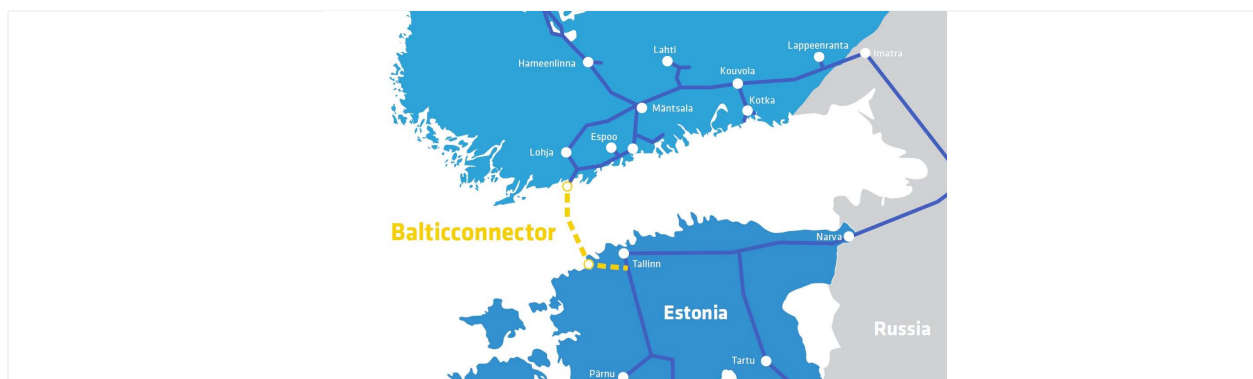 Lahti
Lappeenranta
Imatra
Hameenlinna
Kouvola
Kotka
Mäntsala
Espoo
Lohja
Balticconnector
Narva
Tallinn
Estonia
Russia
Tartu
Pärnu